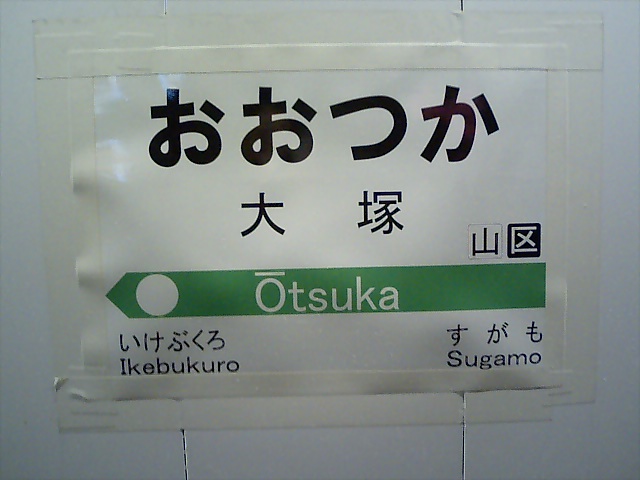 おおつか
大塚
山区
Ōtsuka
いけぶくろ すがも
Ikebukuro Sugamo